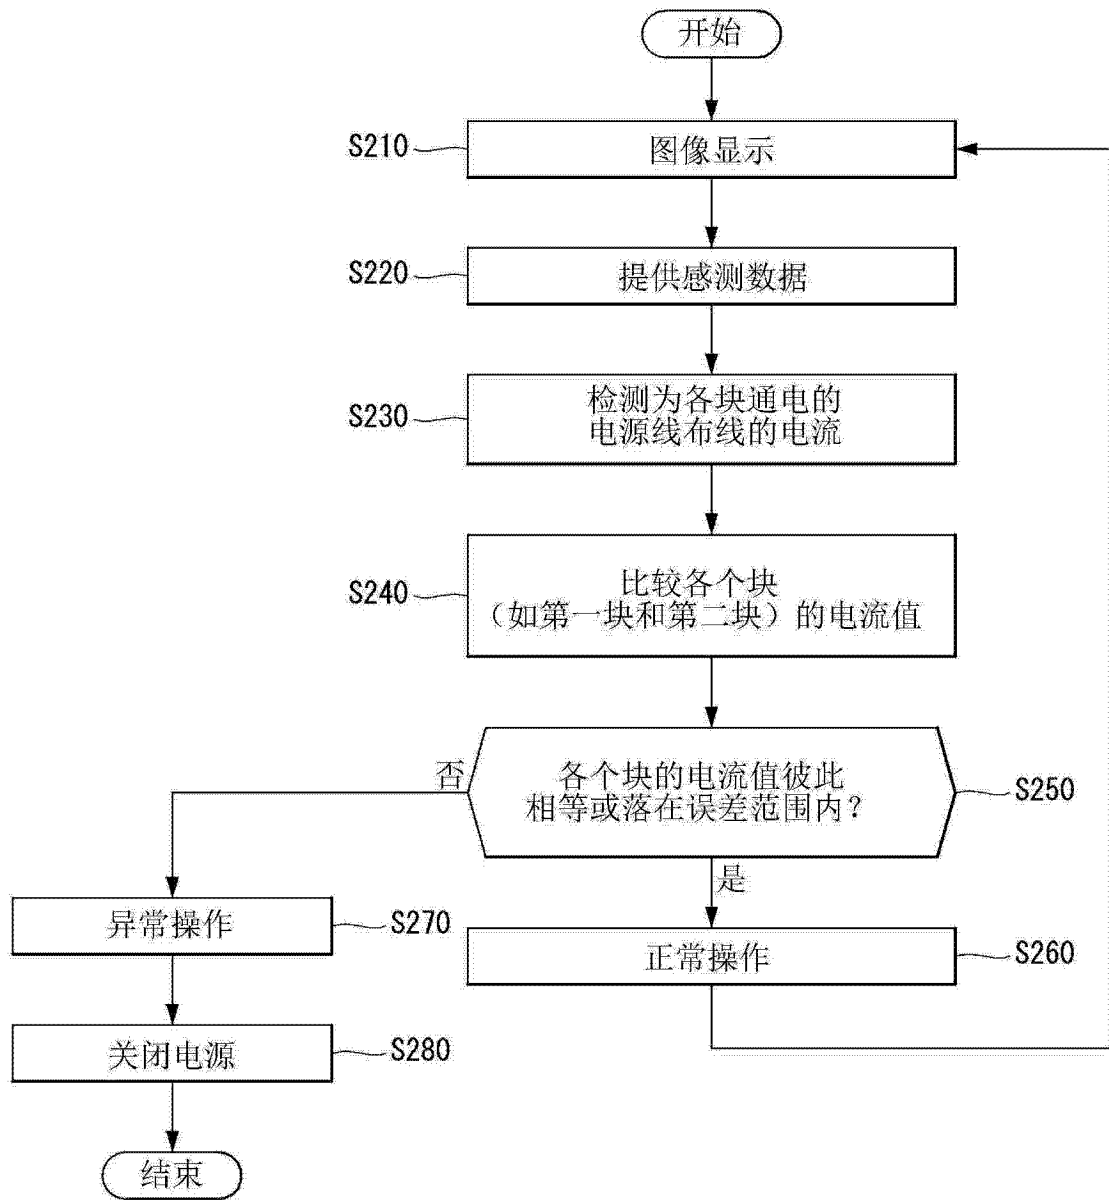 开始
S210
图像显示
S220
提供感测数据
S230
检测为各块通电的
电源线布线的电流
S240
比较各个块
（如第一块和第二块）的电流值
否
各个块的电流值彼此
相等或落在误差范围内？
S250
是
异常操作
S270
正常操作
S260
关闭电源
S280
结束